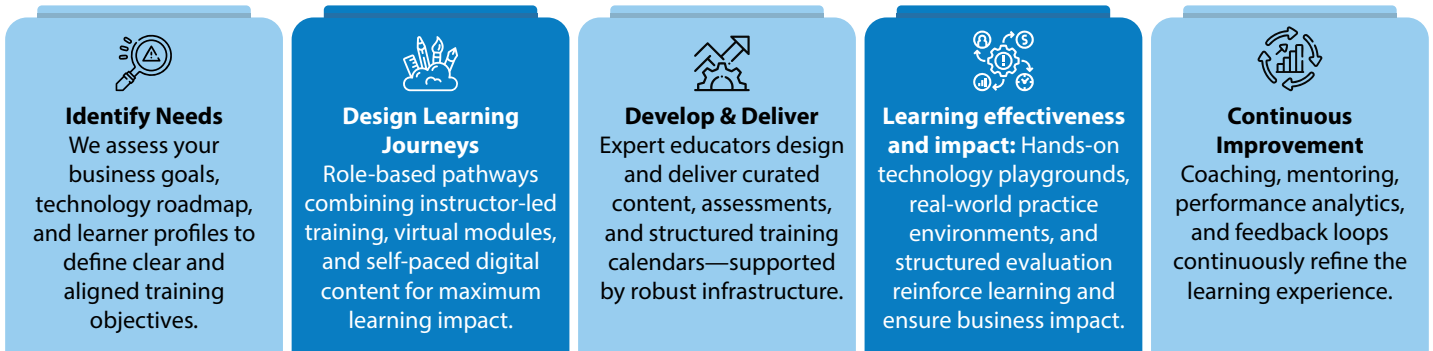 Identify Needs
We assess your
business goals,
technology roadmap,
and learner profiles to
define clear and
aligned training
objectives.
Design Learning
Journeys
Role-based pathways
combining instructor-led
training, virtual modules,
and self-paced digital
content for maximum
learning impact.
Develop & Deliver
Expert educators design
and deliver curated
content, assessments,
and structured training
calendars—supported
by robust infrastructure.
Learning effectiveness
and impact: Hands-on
technology playgrounds,
real-world practice
environments, and
structured evaluation
reinforce learning and
ensure business impact.
Continuous
Improvement
Coaching, mentoring,
performance analytics,
and feedback loops
continuously refine the
learning experience.